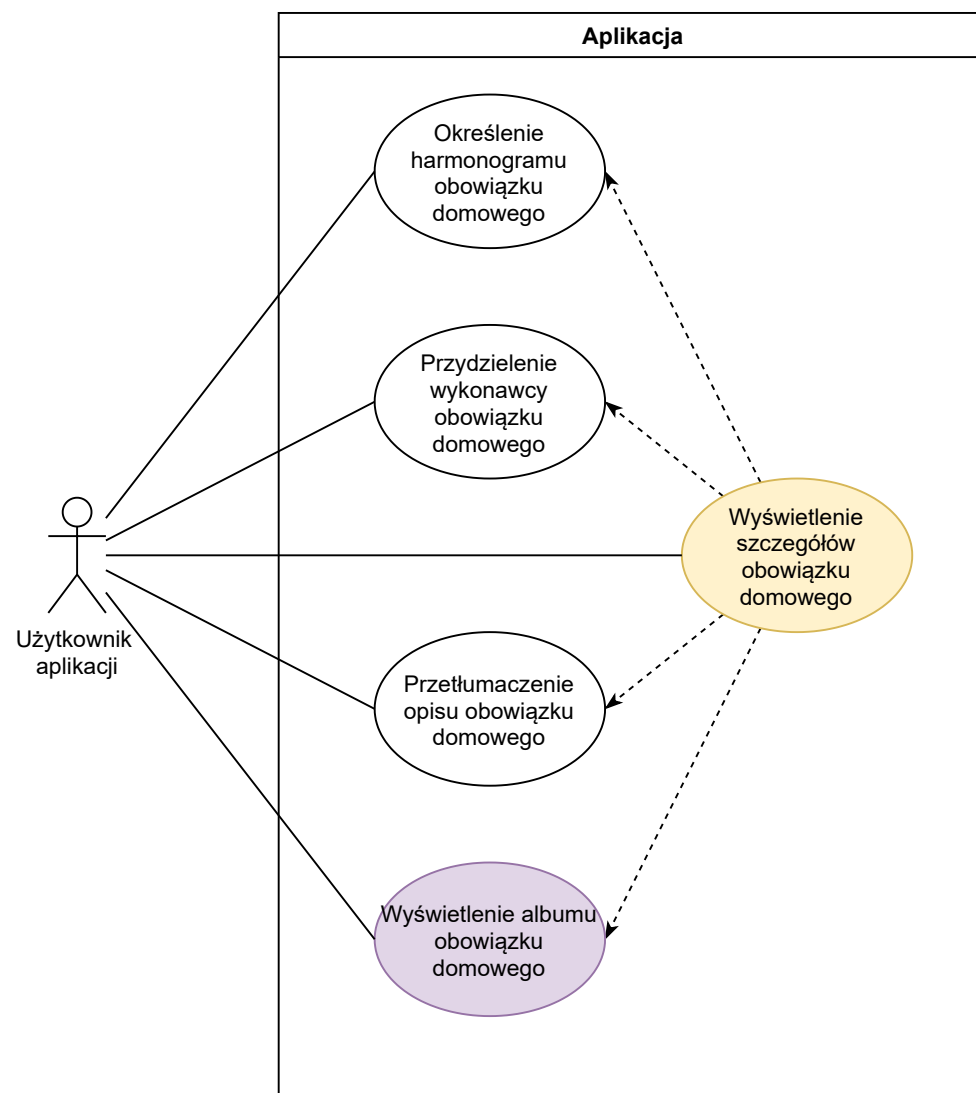 Aplikacja
Określenie
harmonogramu
obowiązku
domowego
Przydzielenie
wykonawcy
obowiązku
domowego
Wyświetlenie
szczegółów
obowiązku
domowego
Użytkownik
aplikacji
Przetłumaczenie
opisu obowiązku
domowego
Wyświetlenie albumu
obowiązku
domowego